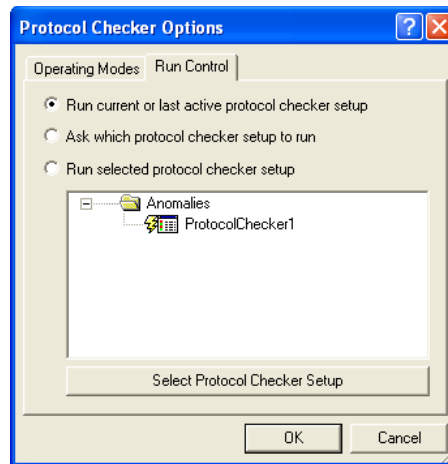 Protocol Checker Options
Operating Modes Run Control
Run current or last active protocol checker setup
Ask which protocol checker setup to run
Run selected protocol checker setup
Anomalies
ProtocolChecker1
Select Protocol Checker Setup
OK Cancel